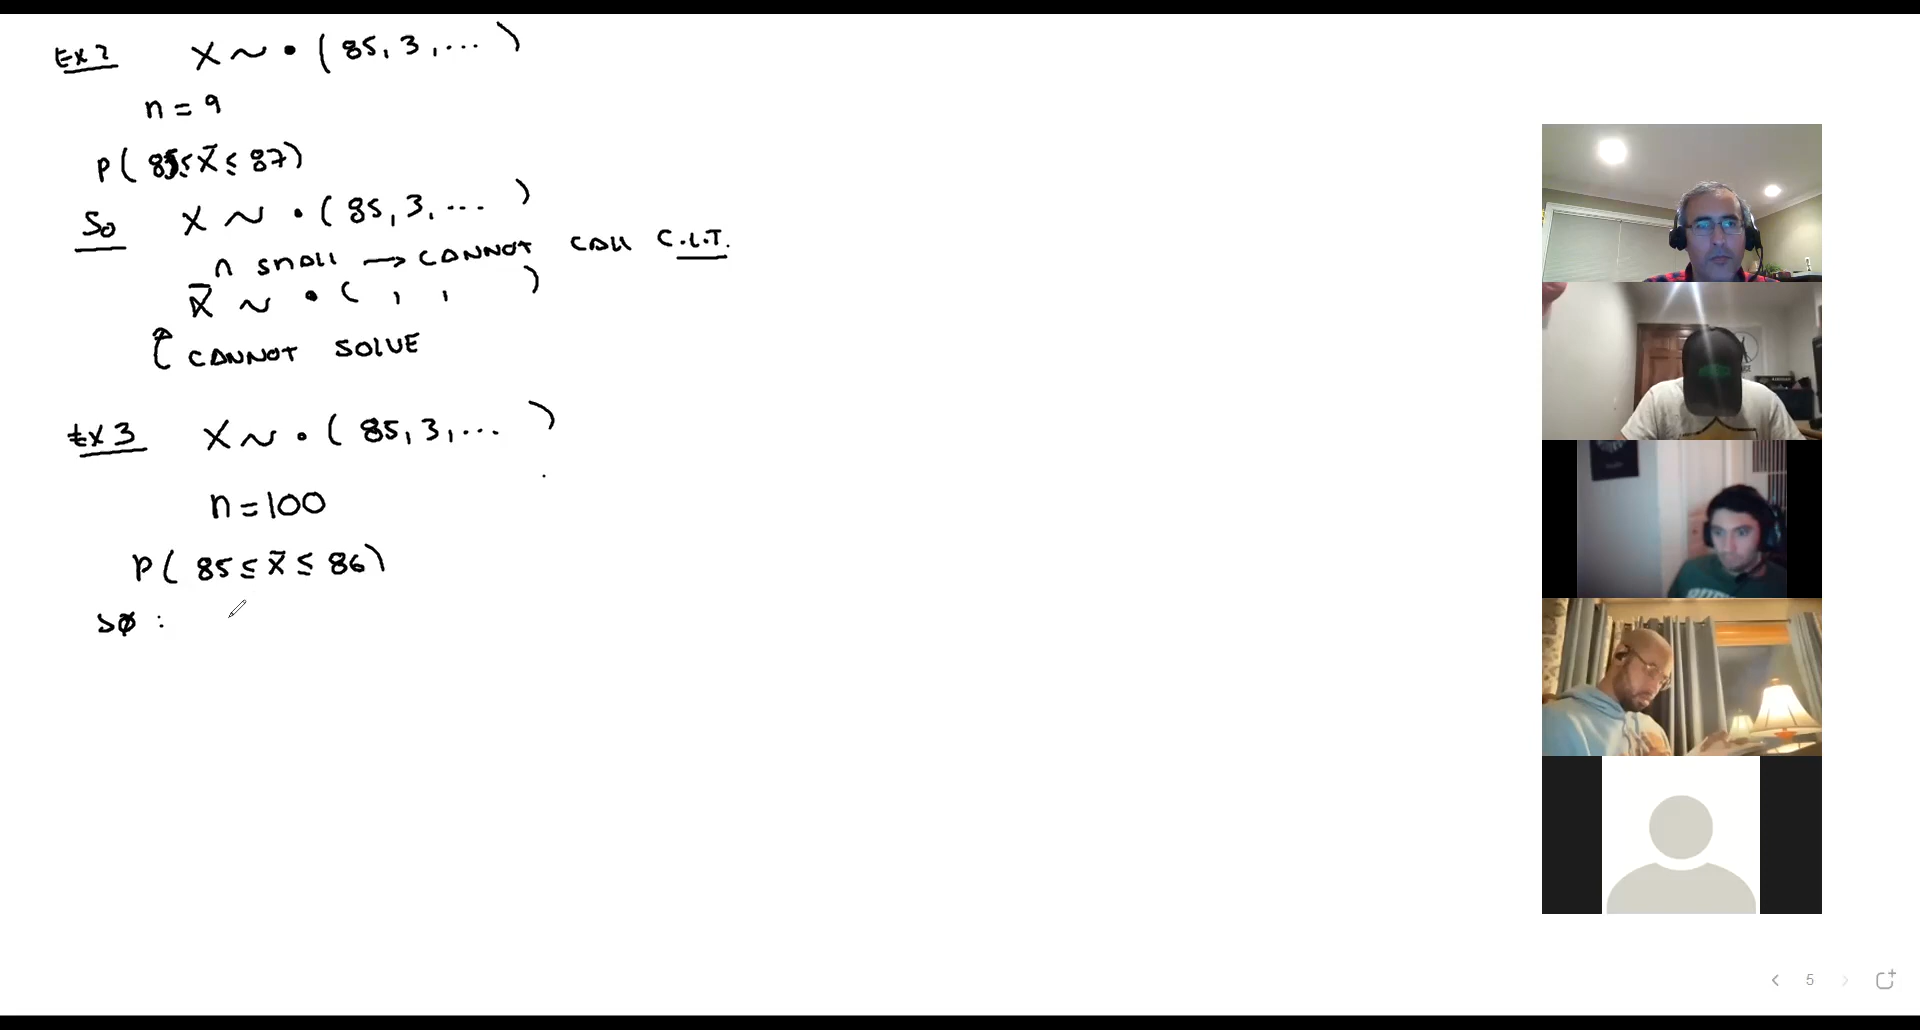 Ex 2 X ~ • ( 85, 3, ... )
n = 9
P( 85 ≤ X̄ ≤ 87 )
So X ~ • ( 85, 3, ... )
n SMALL → CANNOT CALL C.L.T.
X̄ ~ • ( , , )
CANNOT SOLVE
Ex 3 X ~ • ( 85, 3, ... )
n = 100
P( 85 ≤ x̄ ≤ 86 )
SO :
5